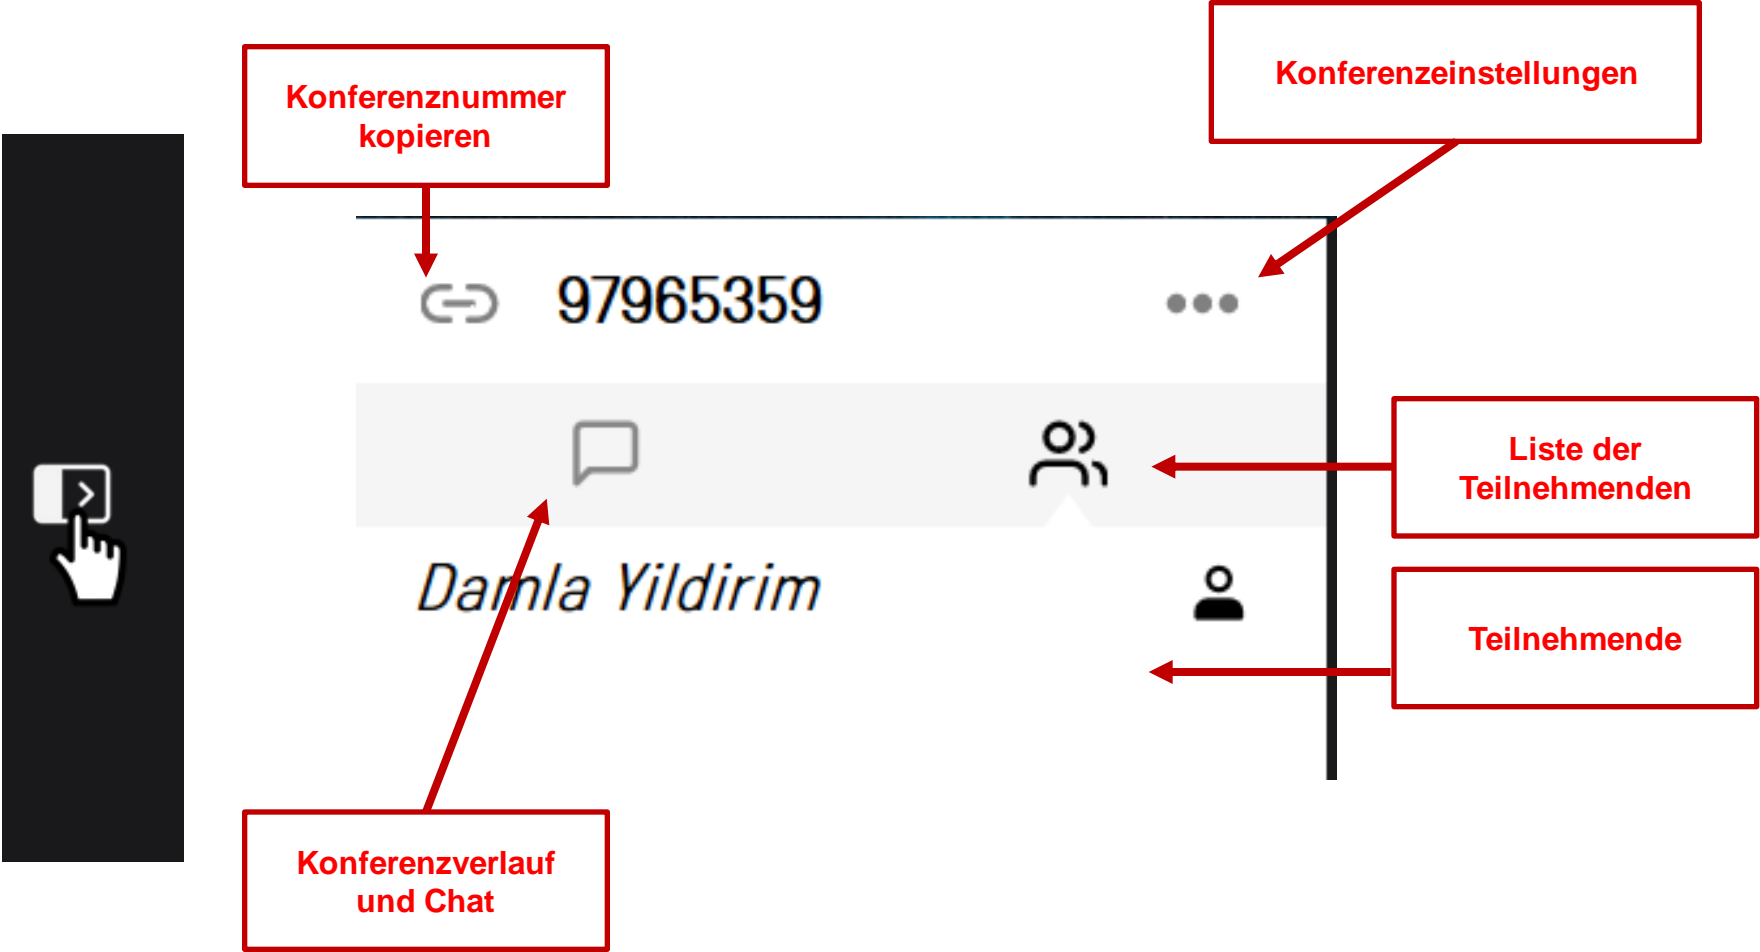 Konferenznummer
kopieren
Konferenzeinstellungen
97965359
Liste der
Teilnehmenden
Damla Yildirim
Teilnehmende
Konferenzverlauf
und Chat